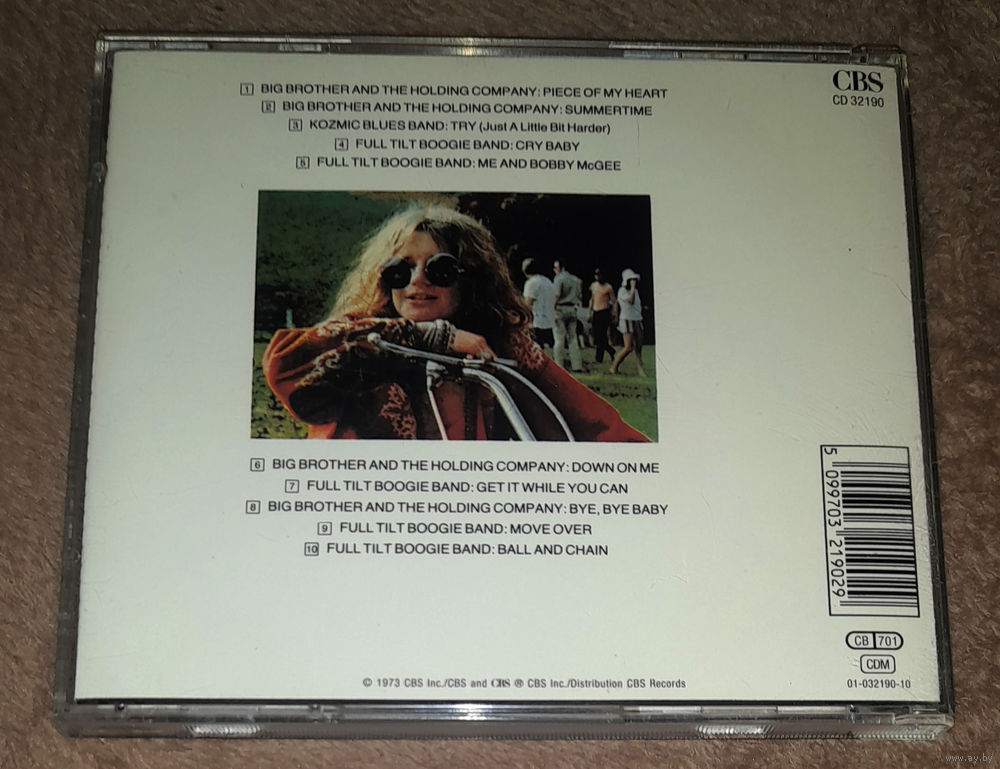 1 BIG BROTHER AND THE HOLDING COMPANY: PIECE OF MY HEART
2 BIG BROTHER AND THE HOLDING COMPANY: SUMMERTIME
3 KOZMIC BLUES BAND: TRY (Just A Little Bit Harder)
4 FULL TILT BOOGIE BAND: CRY BABY
5 FULL TILT BOOGIE BAND: ME AND BOBBY McGEE
CBS
CD 32190
6 BIG BROTHER AND THE HOLDING COMPANY: DOWN ON ME
7 FULL TILT BOOGIE BAND: GET IT WHILE YOU CAN
8 BIG BROTHER AND THE HOLDING COMPANY: BYE, BYE BABY
9 FULL TILT BOOGIE BAND: MOVE OVER
10 FULL TILT BOOGIE BAND: BALL AND CHAIN
5 099703 219029
CB 701
CDM
01-032190-10
© 1973 CBS Inc./CBS and CBS ® CBS Inc./Distribution CBS Records
www.ay.by